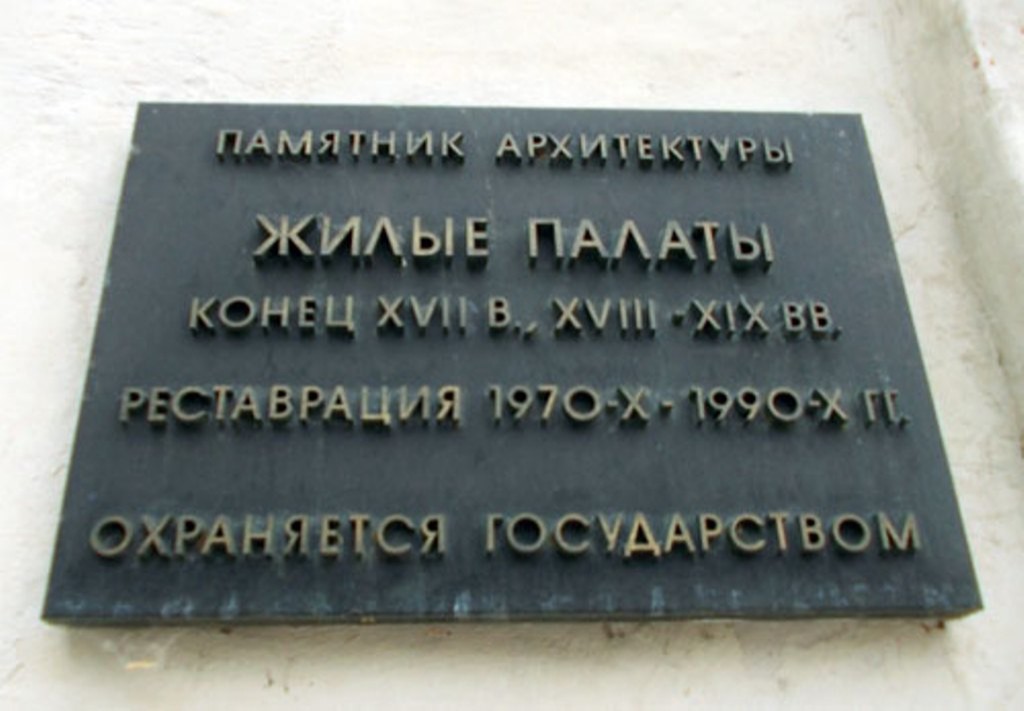 ПАМЯТНИК АРХИТЕКТУРЫ
ЖИЛЫЕ ПАЛАТЫ
КОНЕЦ XVII В., XVIII - XIX ВВ.
РЕСТАВРАЦИЯ 1970-Х - 1990-Х ГГ.
ОХРАНЯЕТСЯ ГОСУДАРСТВОМ